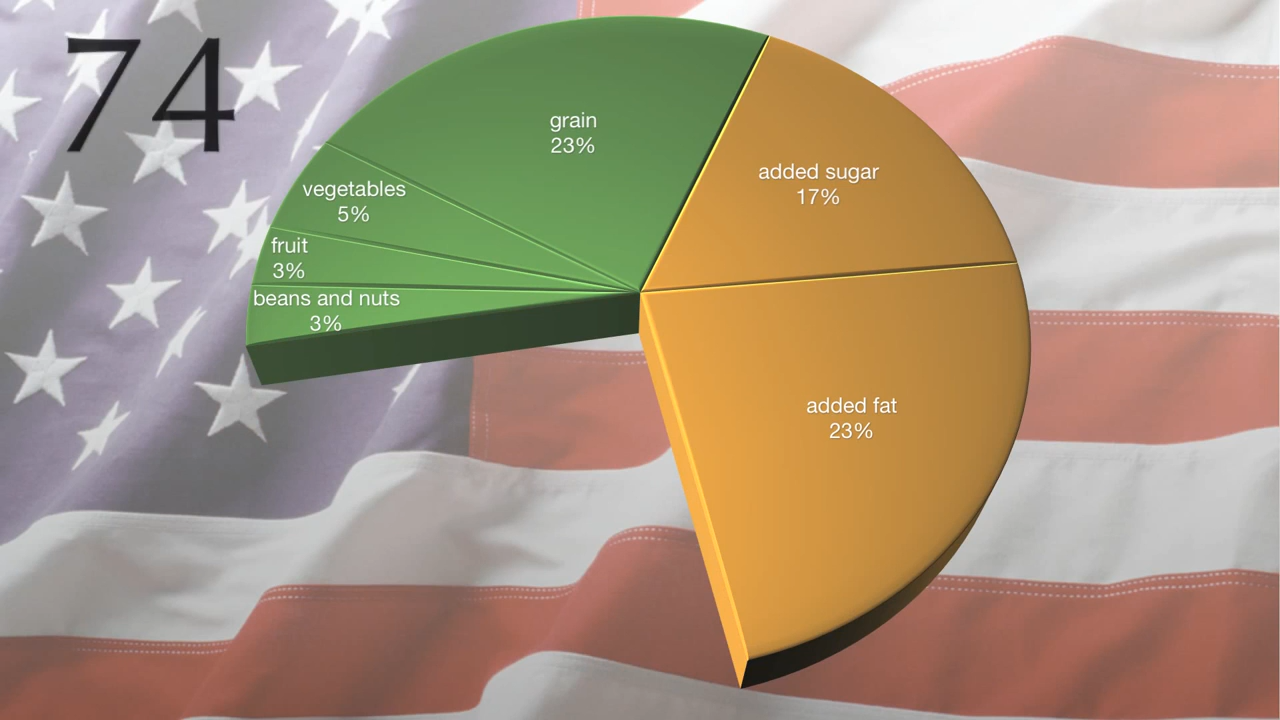 74
grain
23%
added sugar
17%
vegetables
5%
fruit
3%
beans and nuts
3%
added fat
23%